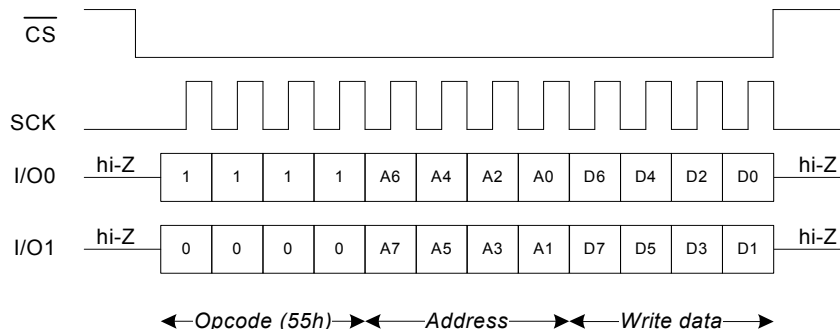 CS
SCK
I/O0 hi-Z 1 1 1 1 A6 A4 A2 A0 D6 D4 D2 D0 hi-Z
I/O1 hi-Z 0 0 0 0 A7 A5 A3 A1 D7 D5 D3 D1 hi-Z
Opcode (55h) Address Write data